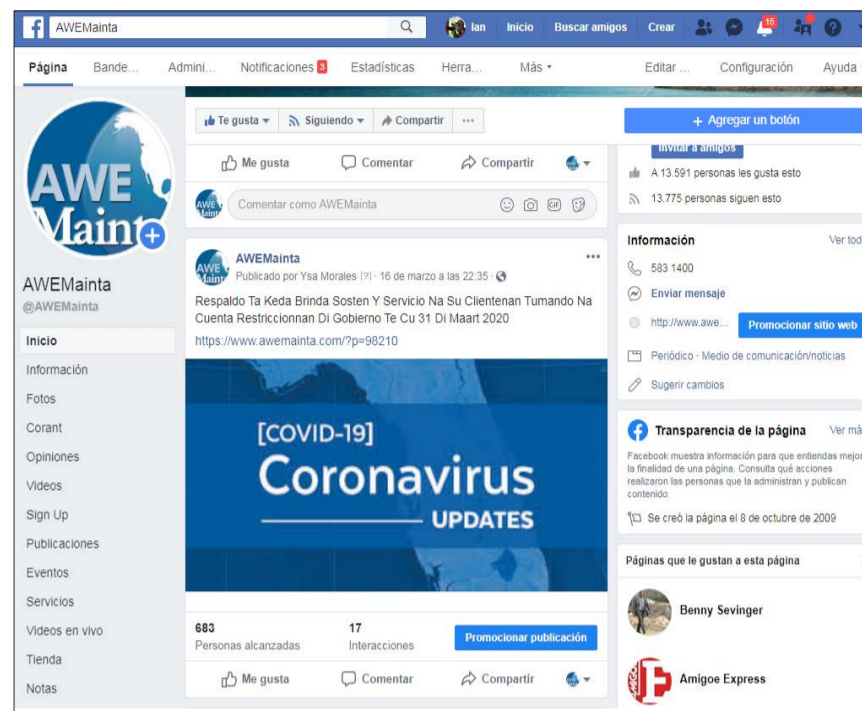 AWEMainta
Ian Inicio Buscar amigos Crear 15
Página Bande... Admini... Notificaciones 3 Estadísticas Herra... Más Editar ... Configuración Ayuda
AWE
Mainta
AWEMainta
@AWEMainta
Inicio
Información
Fotos
Corant
Opiniones
Videos
Sign Up
Publicaciones
Eventos
Servicios
Videos en vivo
Tienda
Notas
Te gusta Siguiendo Compartir ...
Me gusta Comentar Compartir
Comentar como AWEMainta GIF
AWEMainta
Publicado por Ysa Morales [?] · 16 de marzo a las 22:35 ·
Respaldo Ta Keda Brinda Sosten Y Servicio Na Su Clientenan Tumando Na
Cuenta Restriccionnan Di Gobierno Te Cu 31 Di Maart 2020
https://www.awemainta.com/?p=98210
[COVID-19]
Coronavirus
UPDATES
683 17
Personas alcanzadas Interacciones
Promocionar publicación
Me gusta Comentar Compartir
+ Agregar un botón
Invitar a amigos
A 13.591 personas les gusta esto
13.775 personas siguen esto
Información Ver tod
583 1400
Enviar mensaje
http://www.awe... Promocionar sitio web
Periódico · Medio de comunicación/noticias
Sugerir cambios
Transparencia de la página Ver má
Facebook muestra información para que entiendas mejor
la finalidad de una página. Consulta qué acciones
realizaron las personas que la administran y publican
contenido.
Se creó la página el 8 de octubre de 2009
Páginas que le gustan a esta página
Benny Sevinger
AMIGOE
Amigoe Express